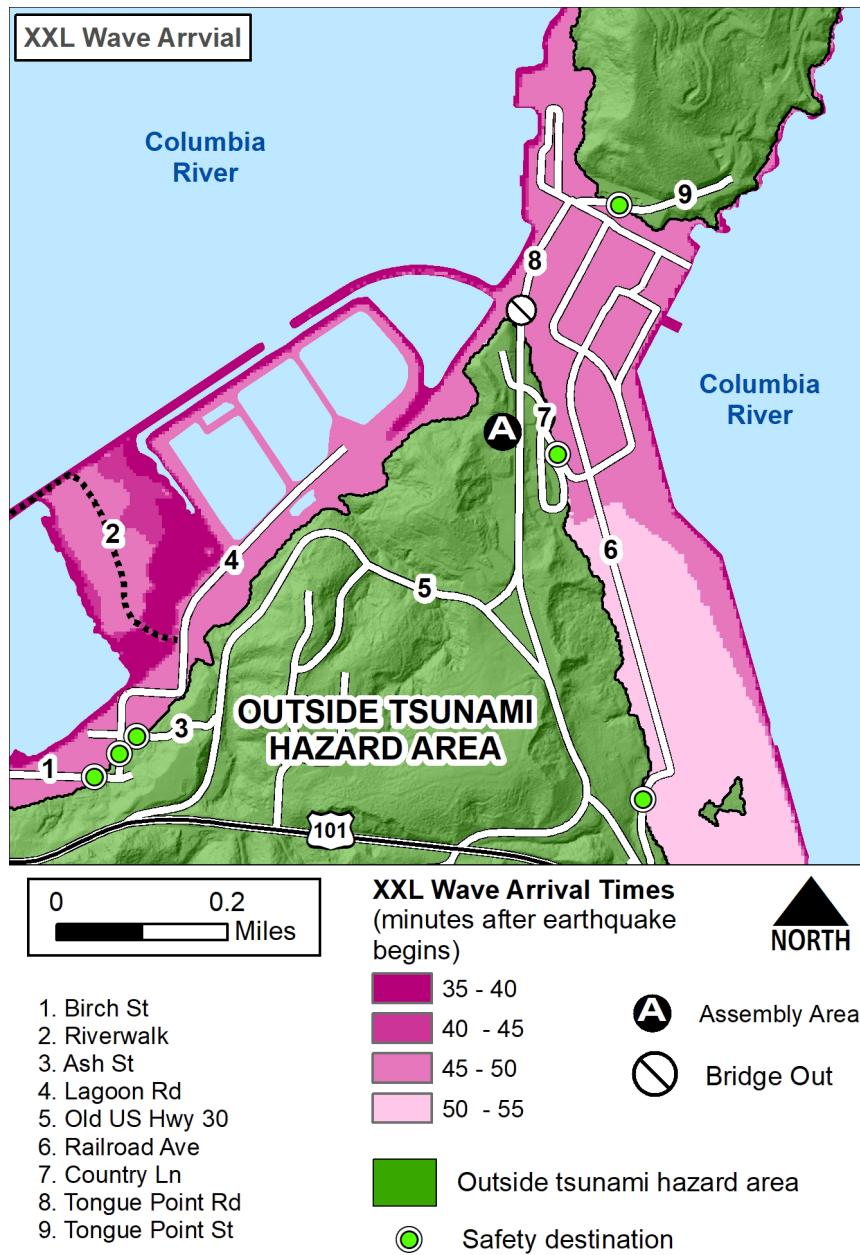 XXL Wave Arrvial
Columbia
River
9
8
Columbia
River
A
7
2
4
6
5
OUTSIDE TSUNAMI
HAZARD AREA
3
1
101
0 0.2
Miles
XXL Wave Arrival Times
(minutes after earthquake
begins)
35 - 40
40 - 45
45 - 50
50 - 55
NORTH
A Assembly Area
Bridge Out
1. Birch St
2. Riverwalk
3. Ash St
4. Lagoon Rd
5. Old US Hwy 30
6. Railroad Ave
7. Country Ln
8. Tongue Point Rd
9. Tongue Point St
Outside tsunami hazard area
Safety destination